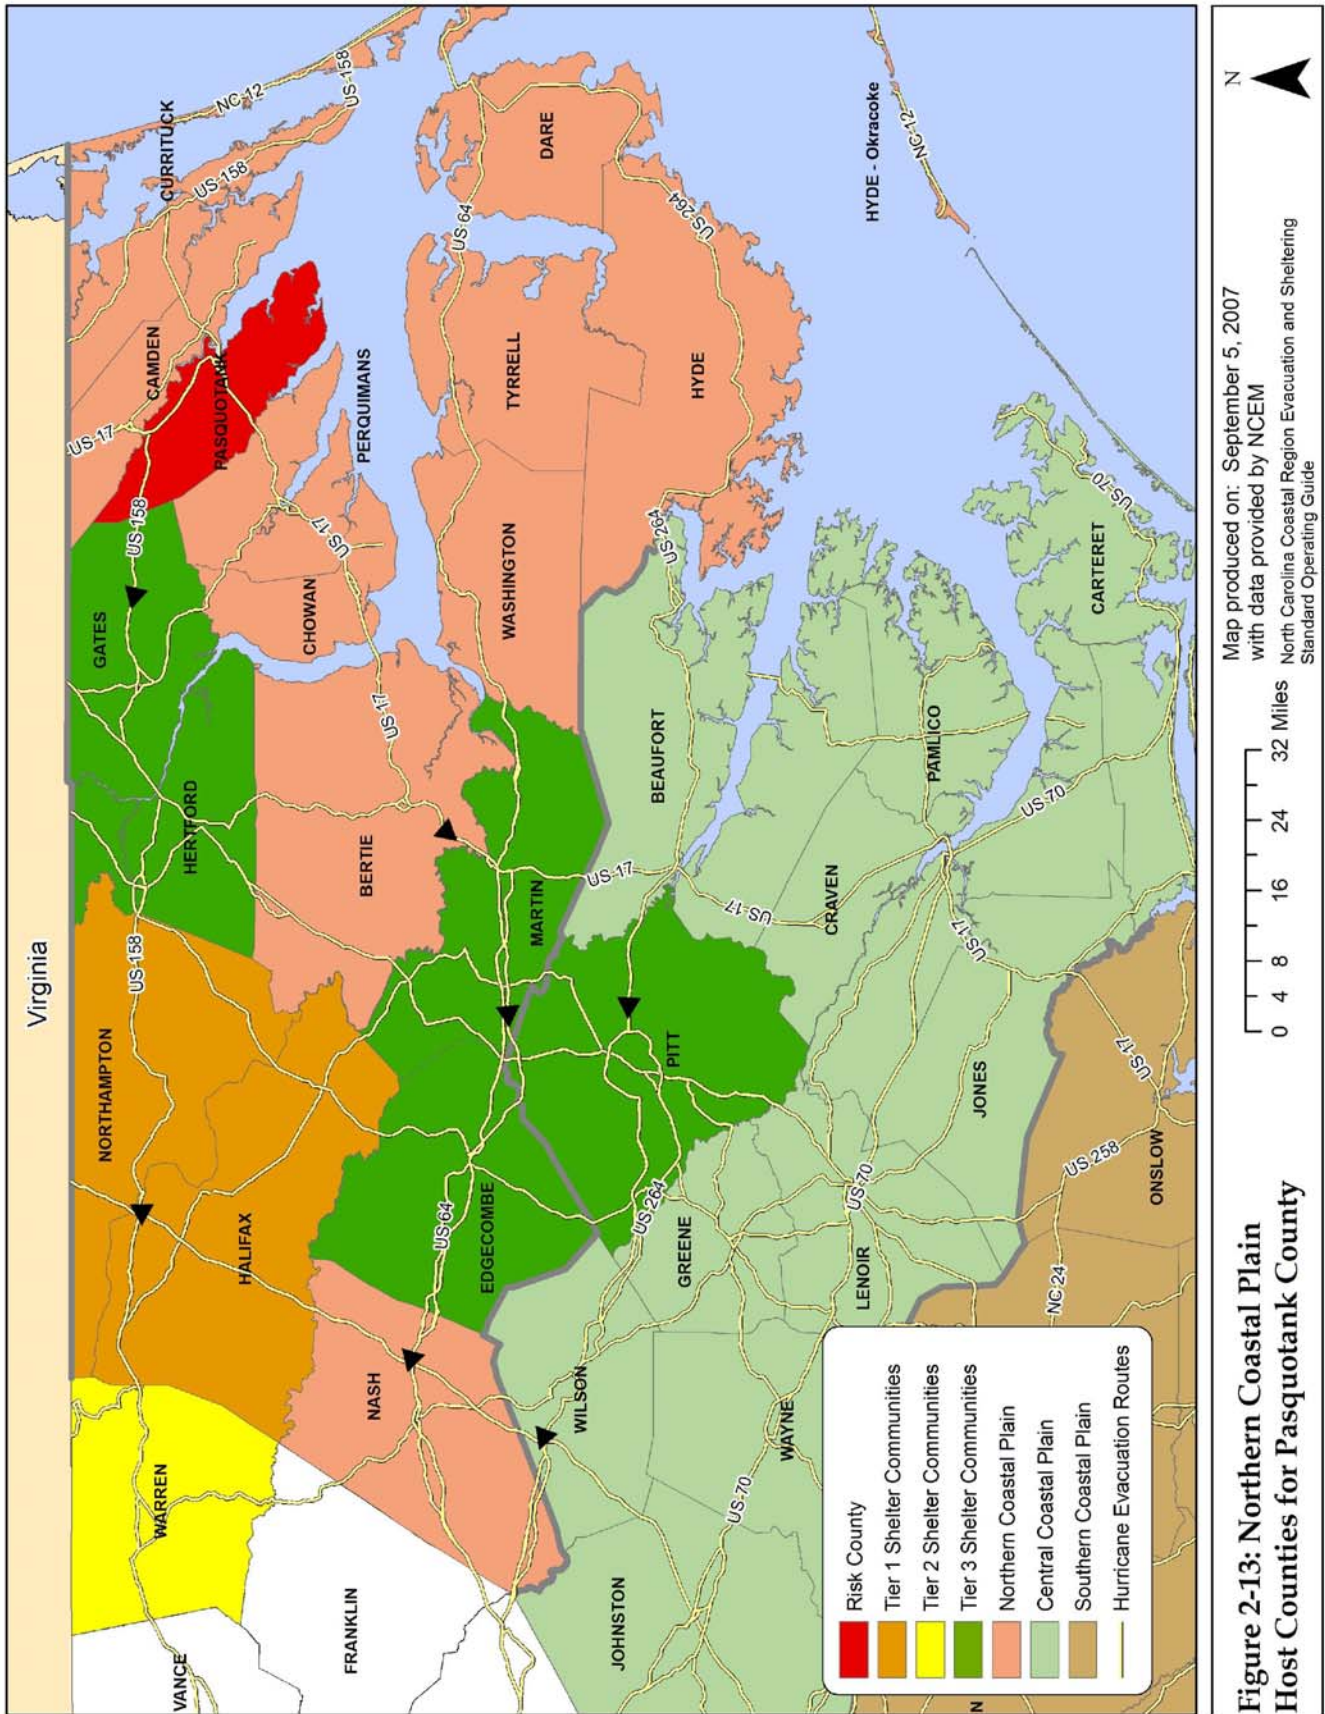 Virginia
VANCE
WARREN
FRANKLIN
NORTHAMPTON
HALIFAX
NASH
HERTFORD
GATES
BERTIE
CHOWAN
PERQUIMANS
PASQUOTANK
CAMDEN
CURRITUCK
DARE
TYRRELL
WASHINGTON
MARTIN
EDGECOMBE
HYDE
HYDE - Okracoke
BEAUFORT
PITT
GREENE
WILSON
JOHNSTON
WAYNE
LENOIR
CRAVEN
PAMLICO
JONES
CARTERET
ONSLOW
N
US-158
US-158
US-17
US-158
US-158
NC-12
US-17
US-17
US-64
US-64
US-264
US-264
US-17
US-17
US-264
US-70
US-70
US-17
US-70
US-70
US-17
US-258
NC-24
NC-12
Risk County
Tier 1 Shelter Communities
Tier 2 Shelter Communities
Tier 3 Shelter Communities
Northern Coastal Plain
Central Coastal Plain
Southern Coastal Plain
Hurricane Evacuation Routes
Figure 2-13: Northern Coastal Plain
Host Counties for Pasquotank County
0 4 8 16 24 32 Miles
Map produced on: September 5, 2007
with data provided by NCEM
North Carolina Coastal Region Evacuation and Sheltering
Standard Operating Guide
N